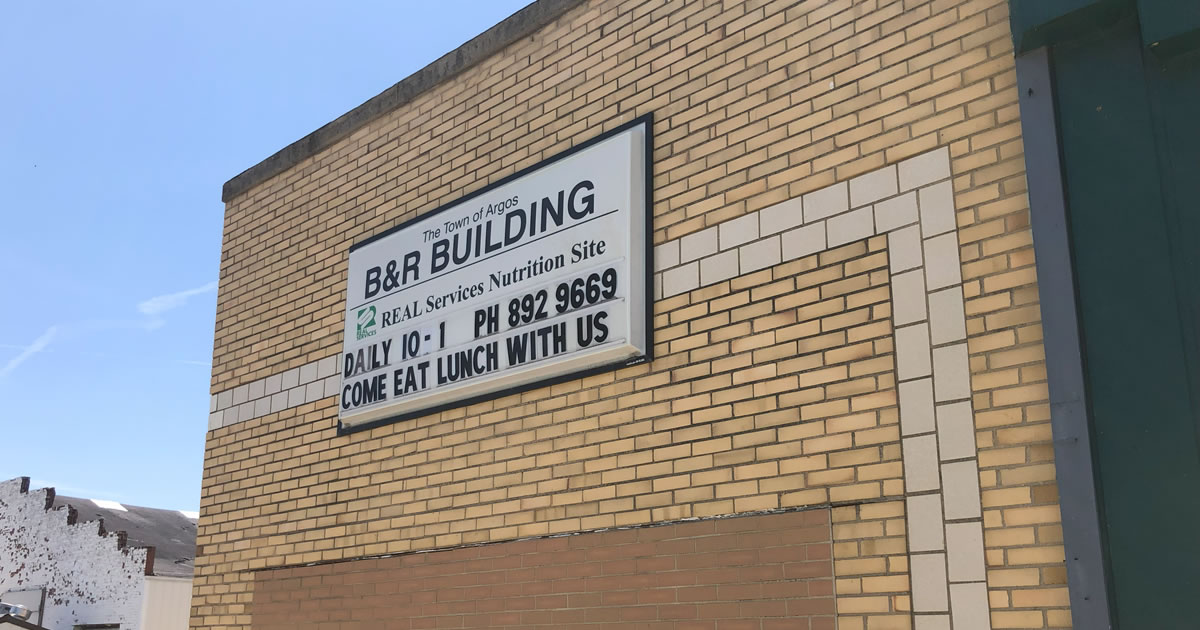 The Town of Argos
B&R BUILDING
REAL Services Nutrition Site
DAILY 10-1 PH 892 9669
COME EAT LUNCH WITH US